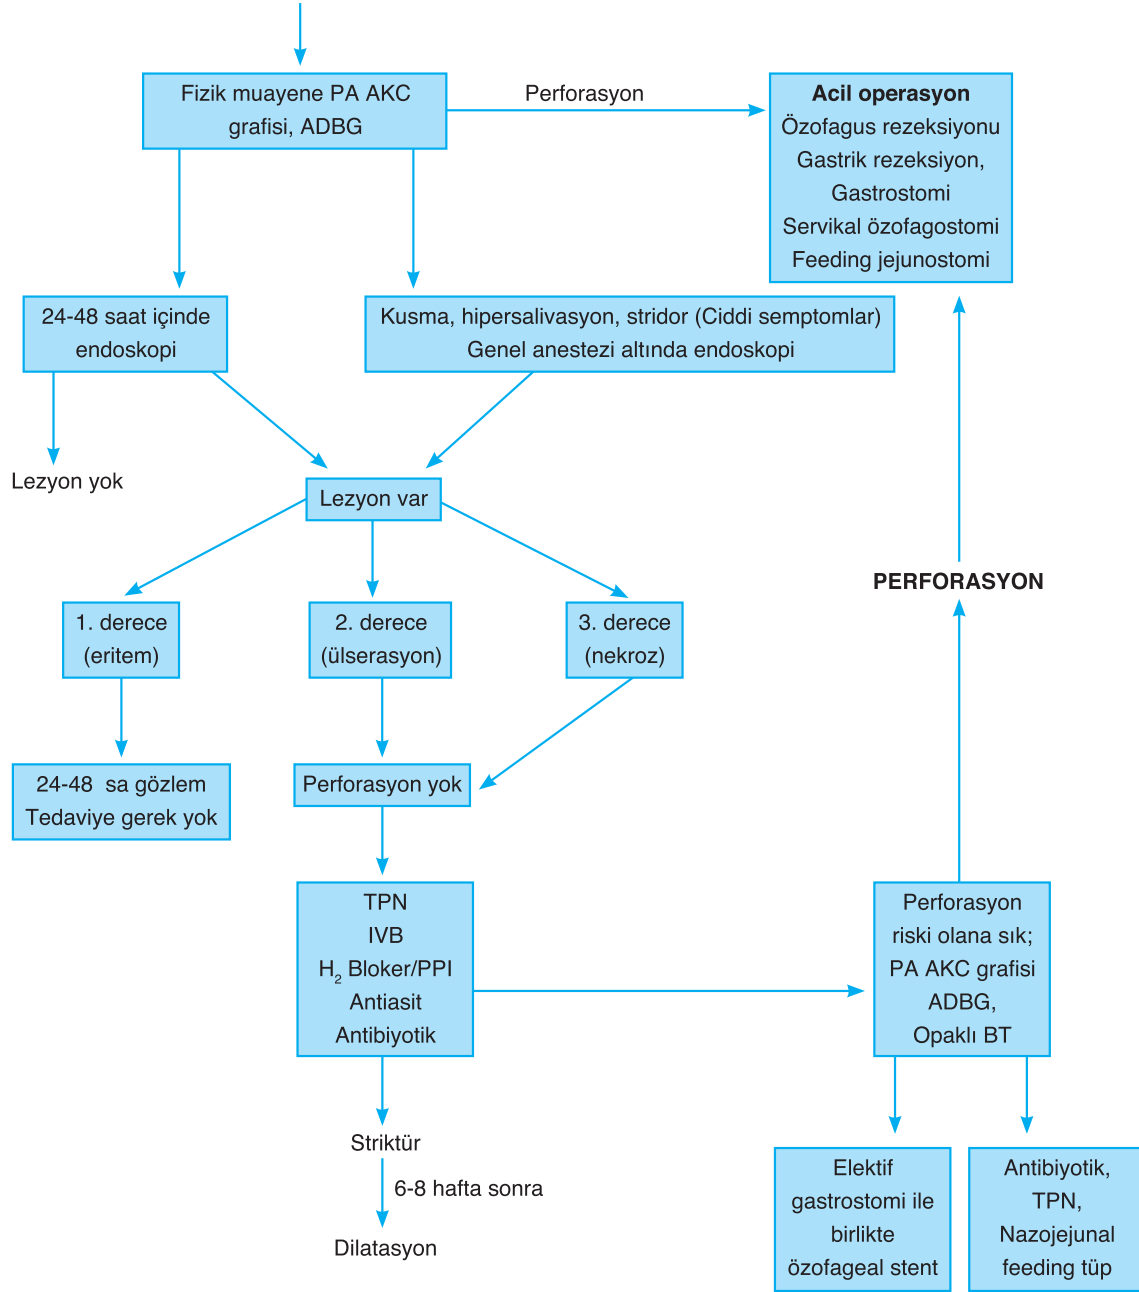 Fizik muayene PA AKC
grafisi, ADBG
Perforasyon
Acil operasyon
Özofagus rezeksiyonu
Gastrik rezeksiyon,
Gastrostomi
Servikal özofagostomi
Feeding jejunostomi
24-48 saat içinde
endoskopi
Kusma, hipersalivasyon, stridor (Ciddi semptomlar)
Genel anestezi altında endoskopi
Lezyon yok
Lezyon var
PERFORASYON
1. derece
(eritem)
2. derece
(ülserasyon)
3. derece
(nekroz)
24-48 sa gözlem
Tedaviye gerek yok
Perforasyon yok
TPN
IVB
H₂ Bloker/PPI
Antiasit
Antibiyotik
Perforasyon
riski olana sık;
PA AKC grafisi
ADBG,
Opaklı BT
Striktür
6-8 hafta sonra
Dilatasyon
Elektif
gastrostomi ile
birlikte
özofageal stent
Antibiyotik,
TPN,
Nazojejunal
feeding tüp